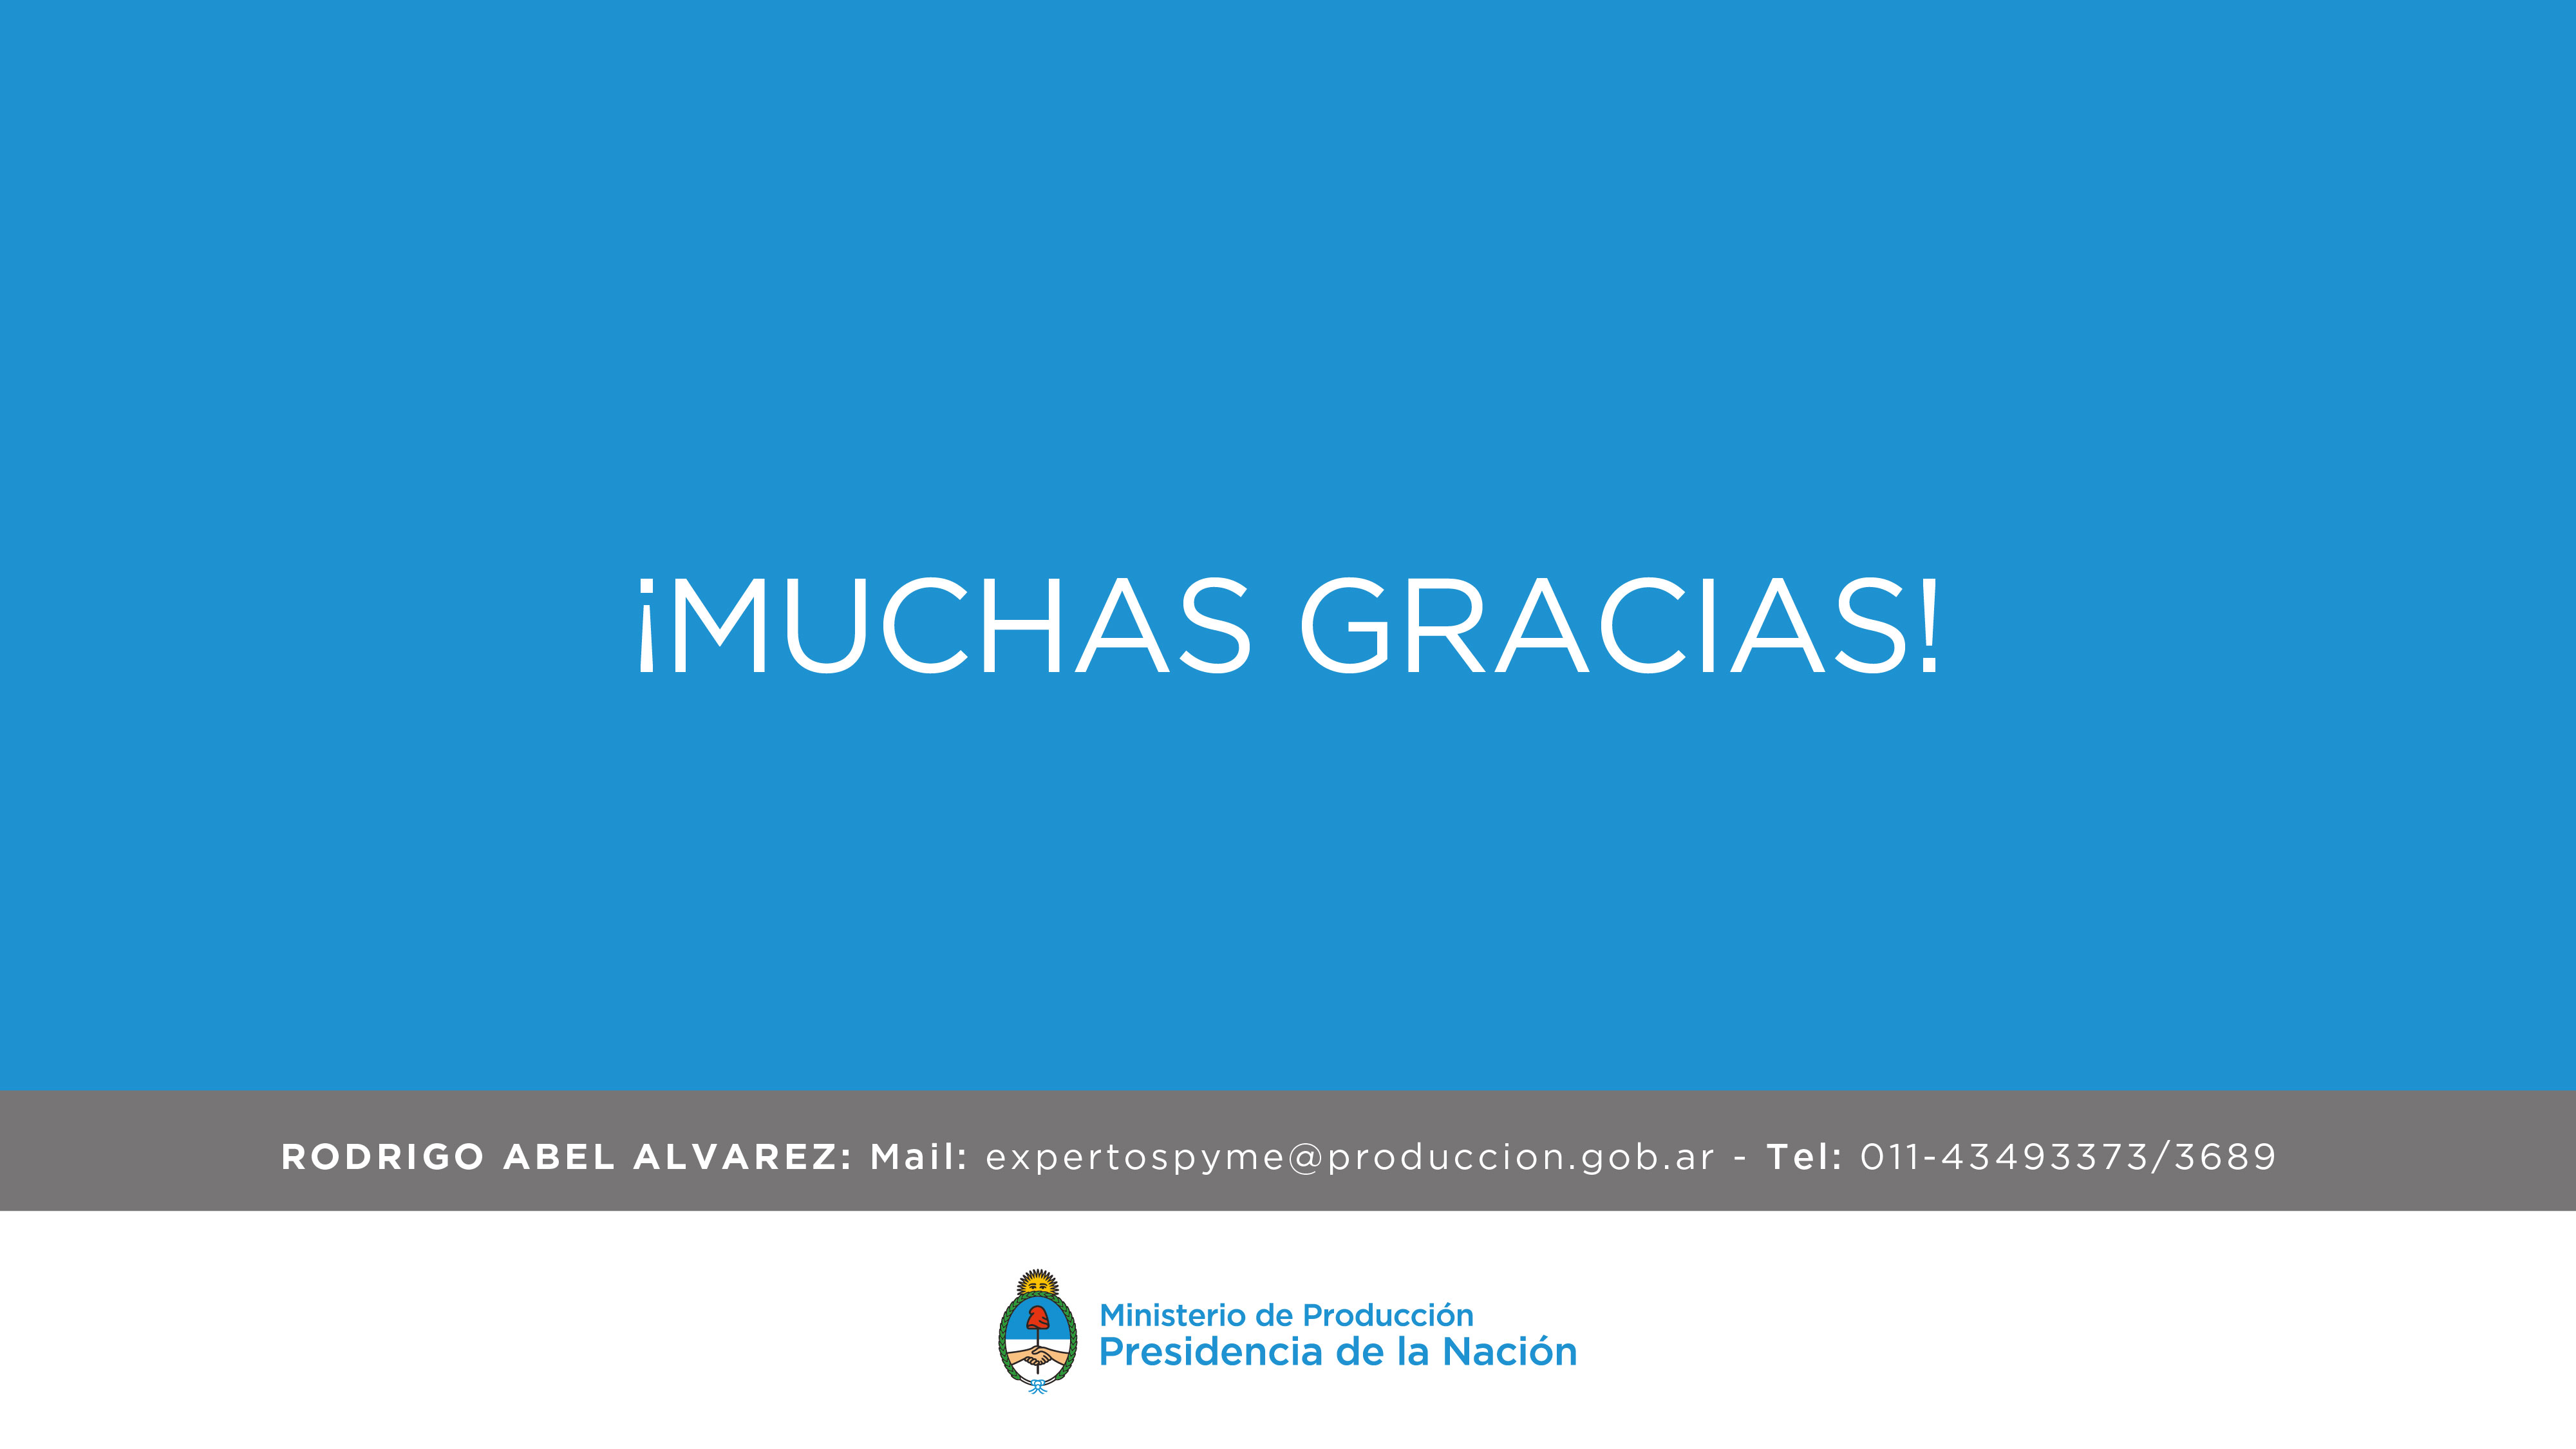 ¡MUCHAS GRACIAS!
RODRIGO ABEL ALVAREZ: Mail: expertospyme@produccion.gob.ar - Tel: 011-43493373/3689
Ministerio de Producción
Presidencia de la Nación